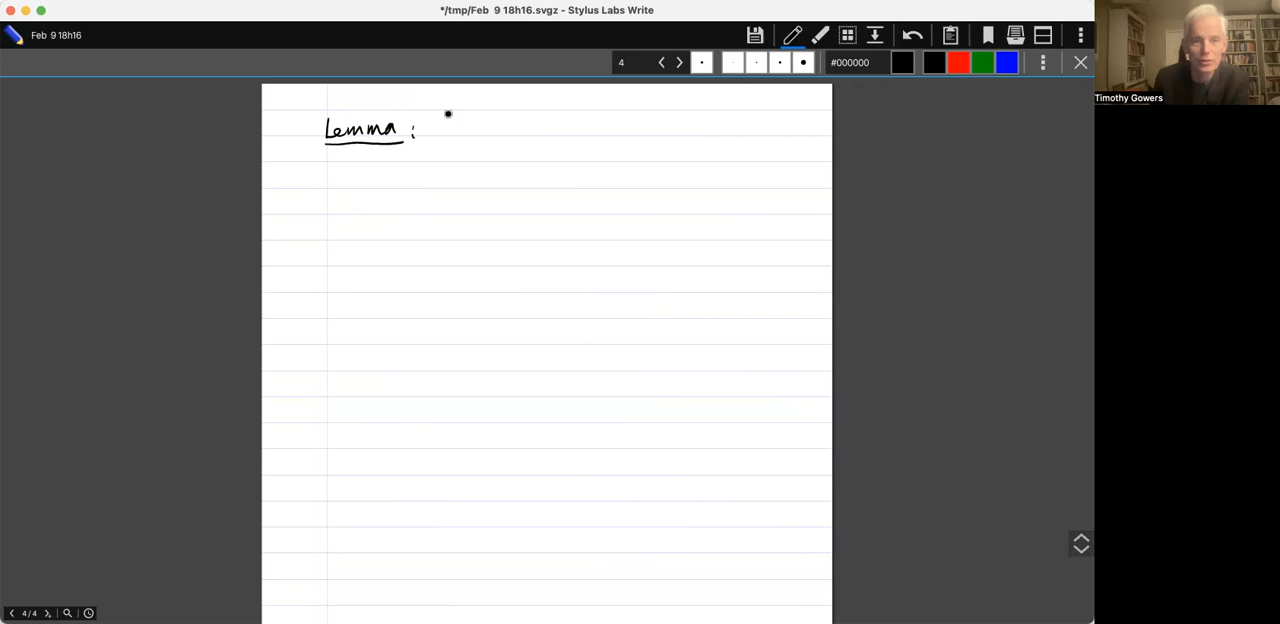 */tmp/Feb 9 18h16.svgz - Stylus Labs Write
Feb 9 18h16
4
#000000
Timothy Gowers
Lemma :
4/4